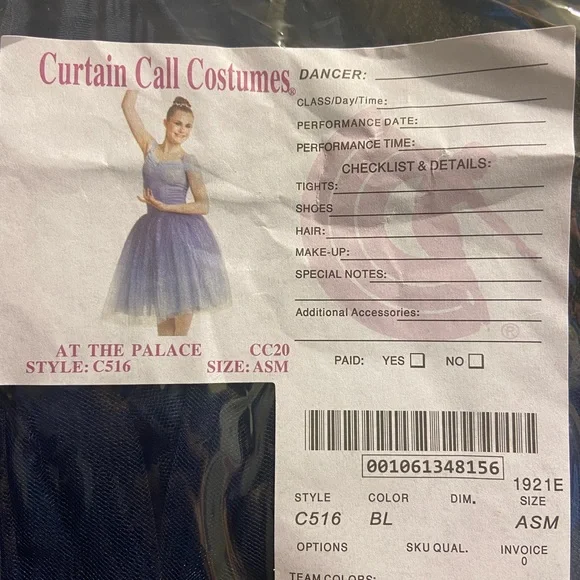 Curtain Call Costumes®
DANCER:
CLASS/Day/Time:
PERFORMANCE DATE:
PERFORMANCE TIME:
CHECKLIST & DETAILS:
TIGHTS:
SHOES
HAIR:
MAKE-UP:
SPECIAL NOTES:
Additional Accessories:
®
AT THE PALACE CC20
STYLE: C516 SIZE: ASM
PAID: YES NO
001061348156
1921E
STYLE COLOR DIM. SIZE
C516 BL ASM
OPTIONS SKU QUAL. INVOICE
0
TEAM COLORS: